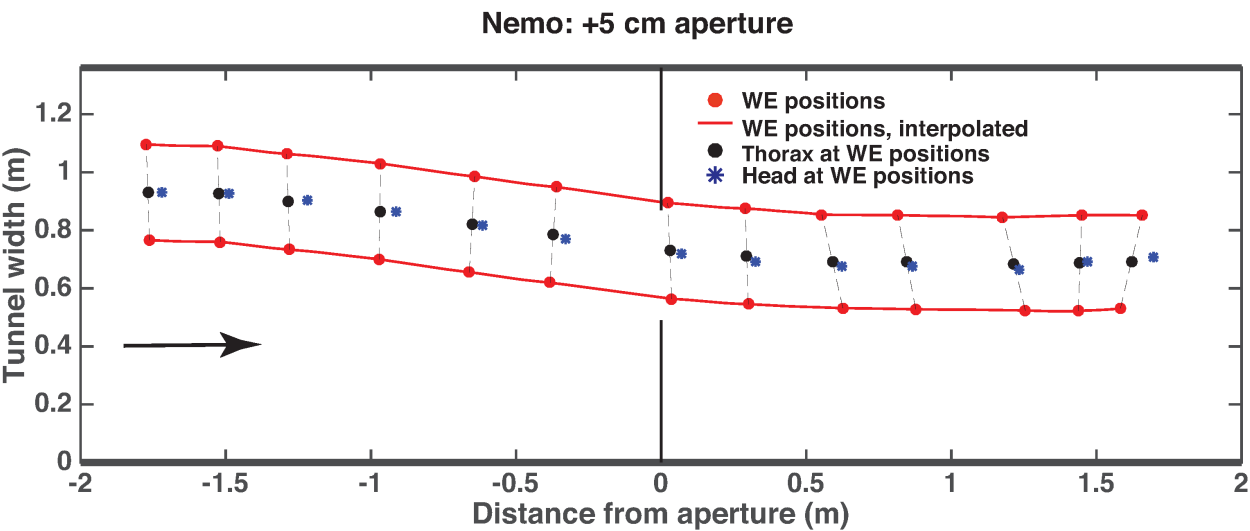 Nemo: +5 cm aperture
WE positions
WE positions, interpolated
Thorax at WE positions
Head at WE positions
Tunnel width (m)
1.2
1
0.8
0.6
0.4
0.2
0
-2 -1.5 -1 -0.5 0 0.5 1 1.5 2
Distance from aperture (m)